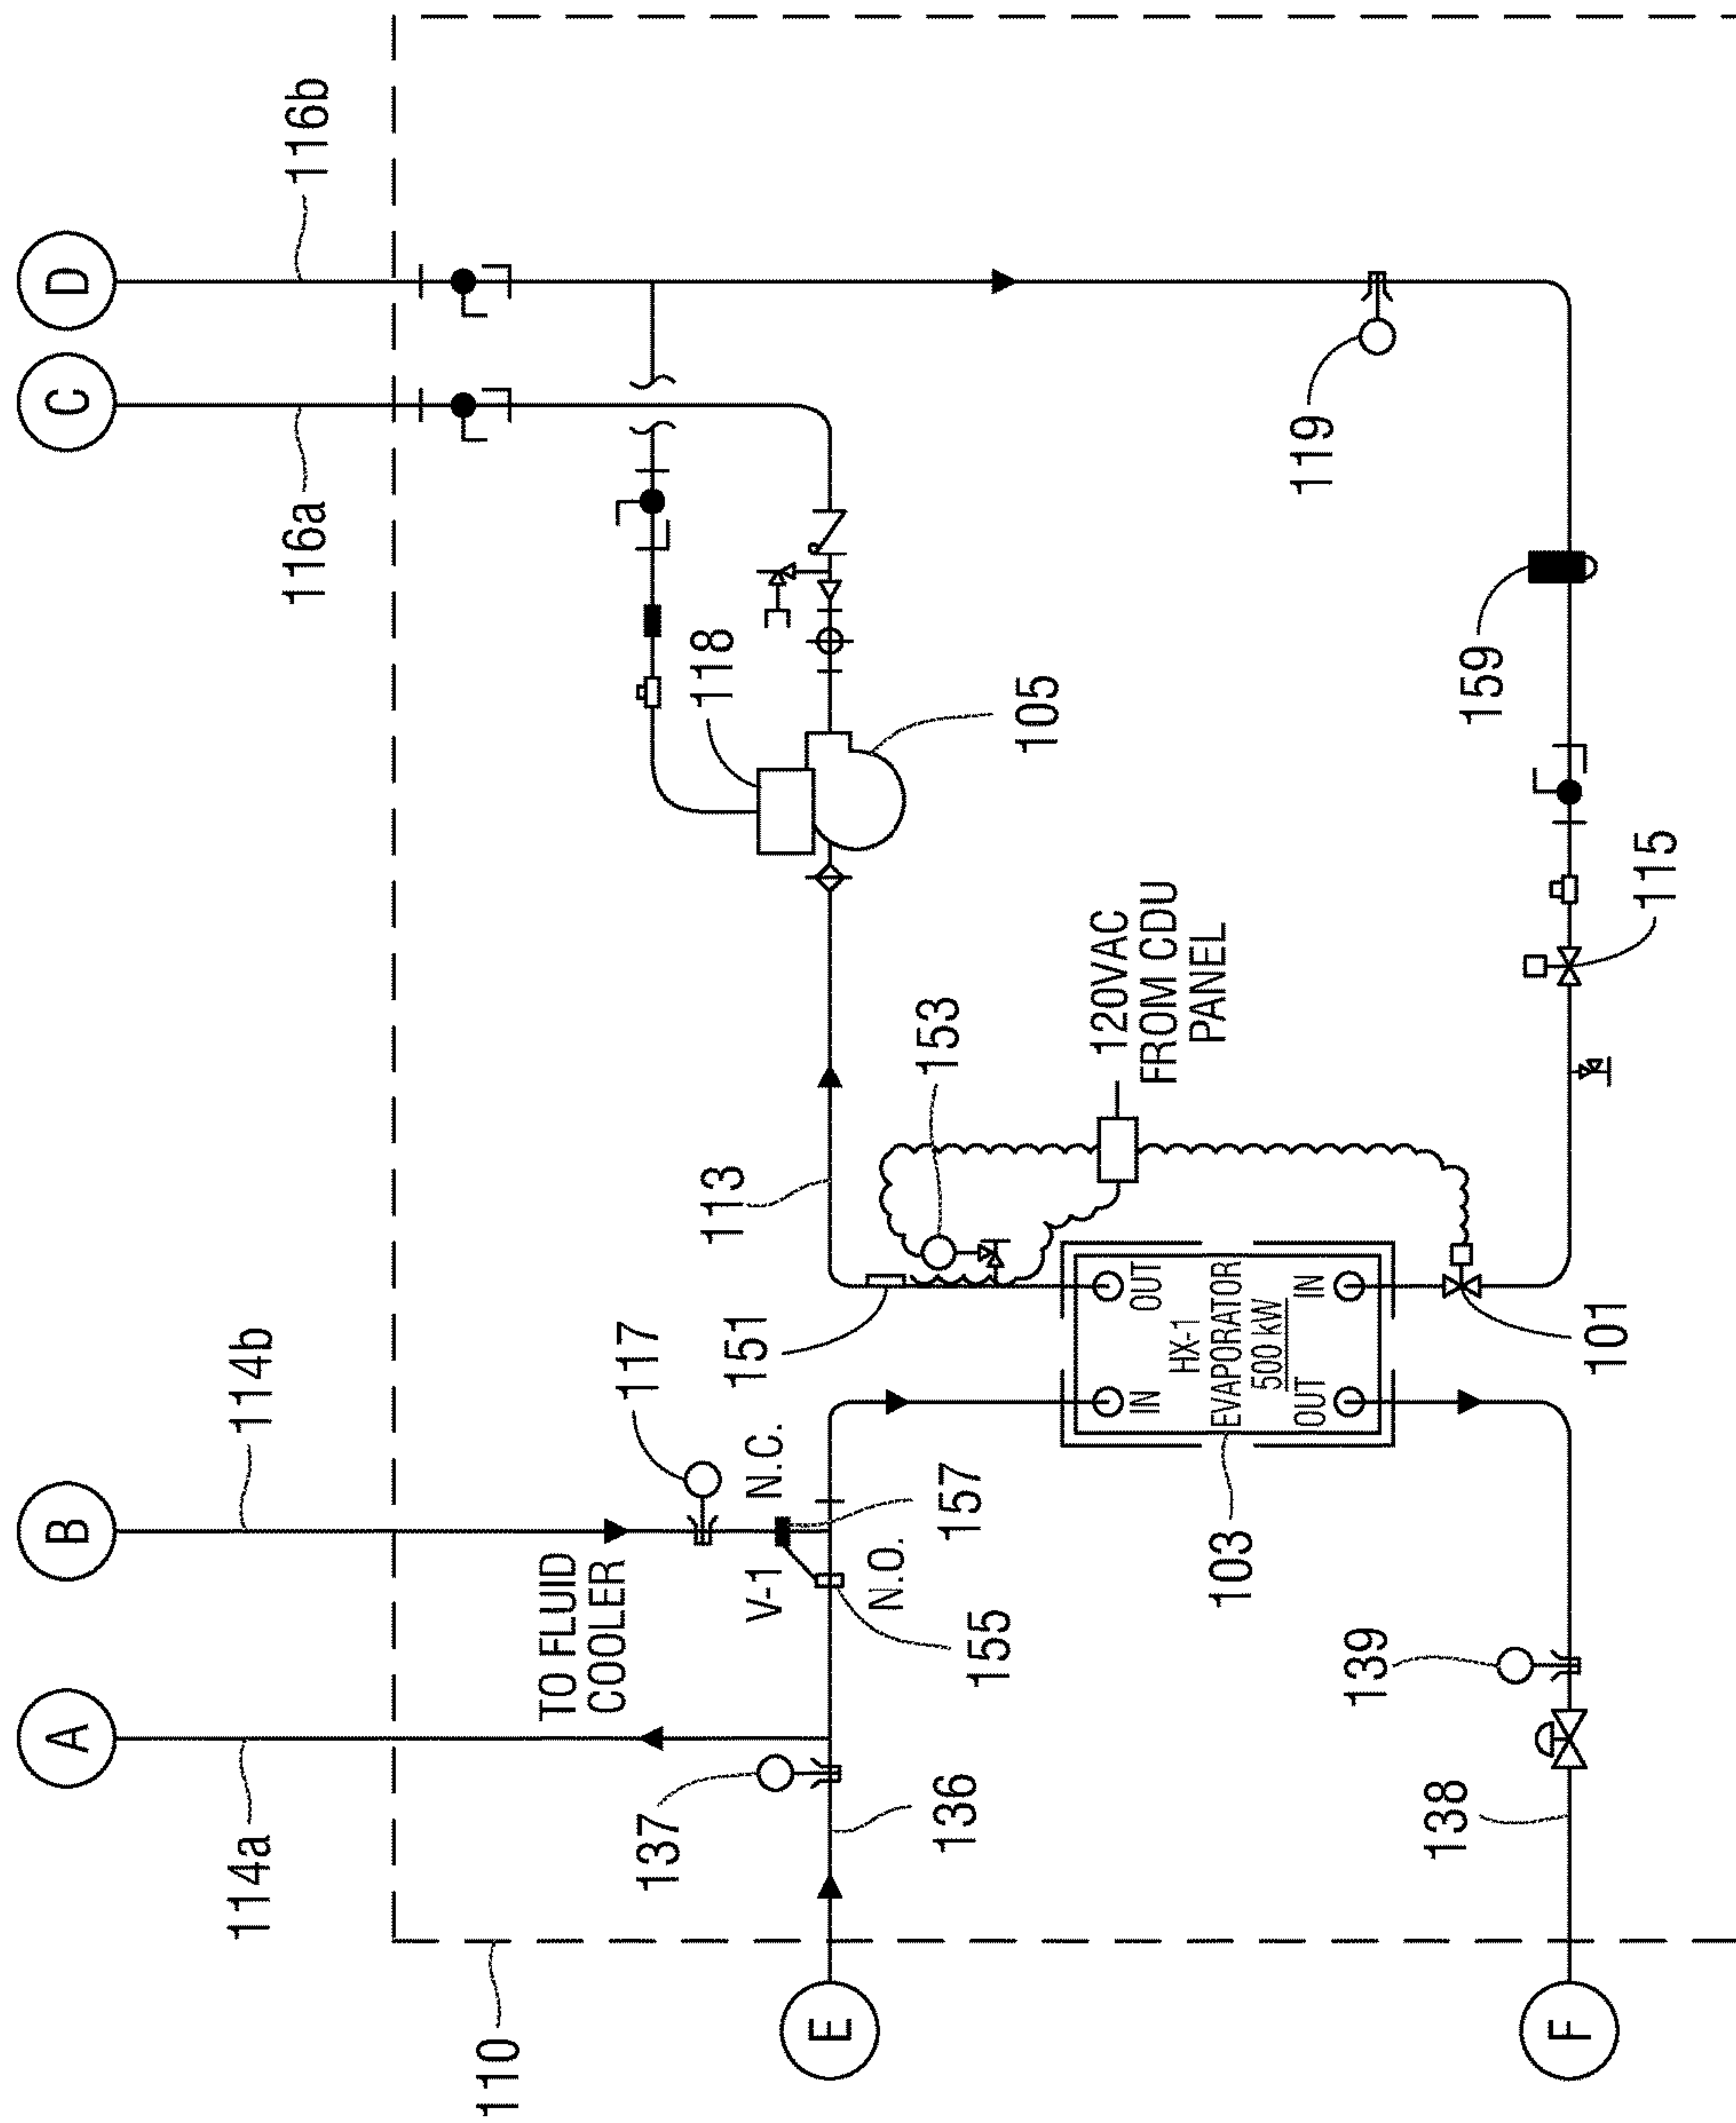 D
116b
C
116a
118
105
119
159
115
120VAC
FROM CDU
PANEL
153
113
151
OUT
IN
HX-1
EVAPORATOR
500 KW
IN
OUT
101
103
B
114b
117
N.C.
157
V-1
N.O.
155
TO FLUID
COOLER
A
114a
137
136
139
138
110
E
F